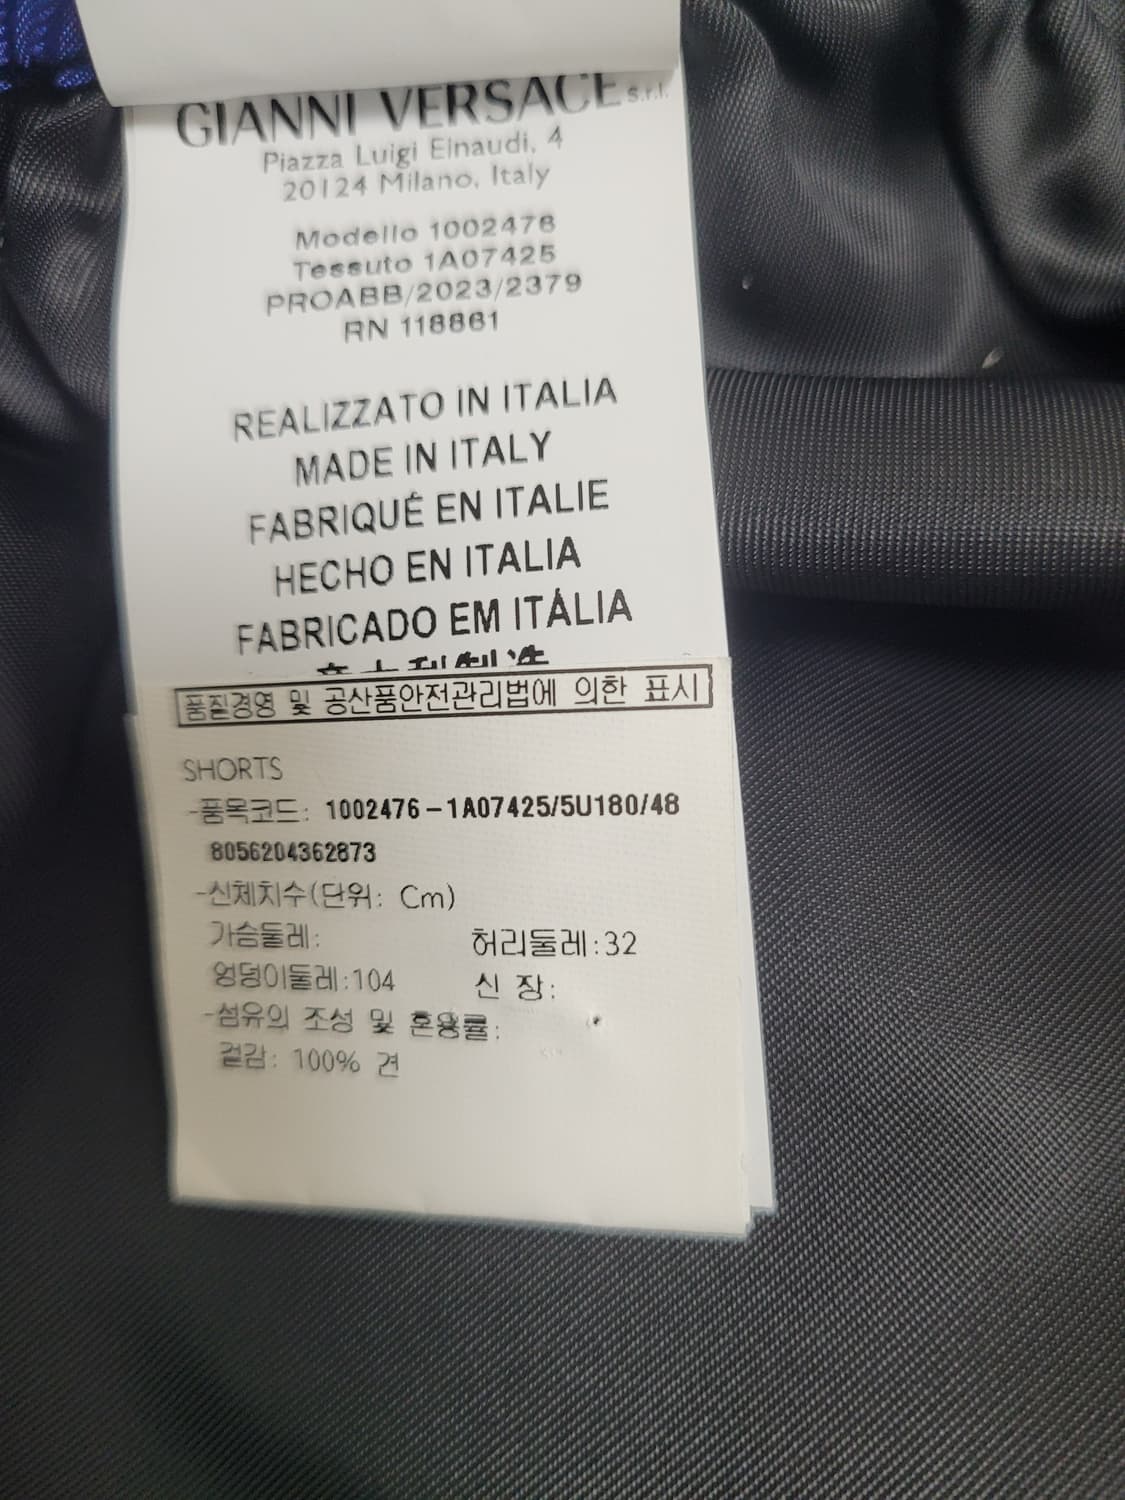 GIANNI VERSACE s.r.l.
Piazza Luigi Einaudi, 4
20124 Milano, Italy
Modello 1002476
Tessuto 1A07425
PROABB/2023/2379
RN 118861
REALIZZATO IN ITALIA
MADE IN ITALY
FABRIQUÉ EN ITALIE
HECHO EN ITALIA
FABRICADO EM ITÁLIA
意大利制造
품질경영 및 공산품안전관리법에 의한 표시
SHORTS
-품목코드: 1002476-1A07425/5U180/48
8056204362873
-신체치수(단위: Cm)
가슴둘레: 허리둘레:32
엉덩이둘레:104 신 장:
-섬유의 조성 및 혼용률:
겉감: 100% 견